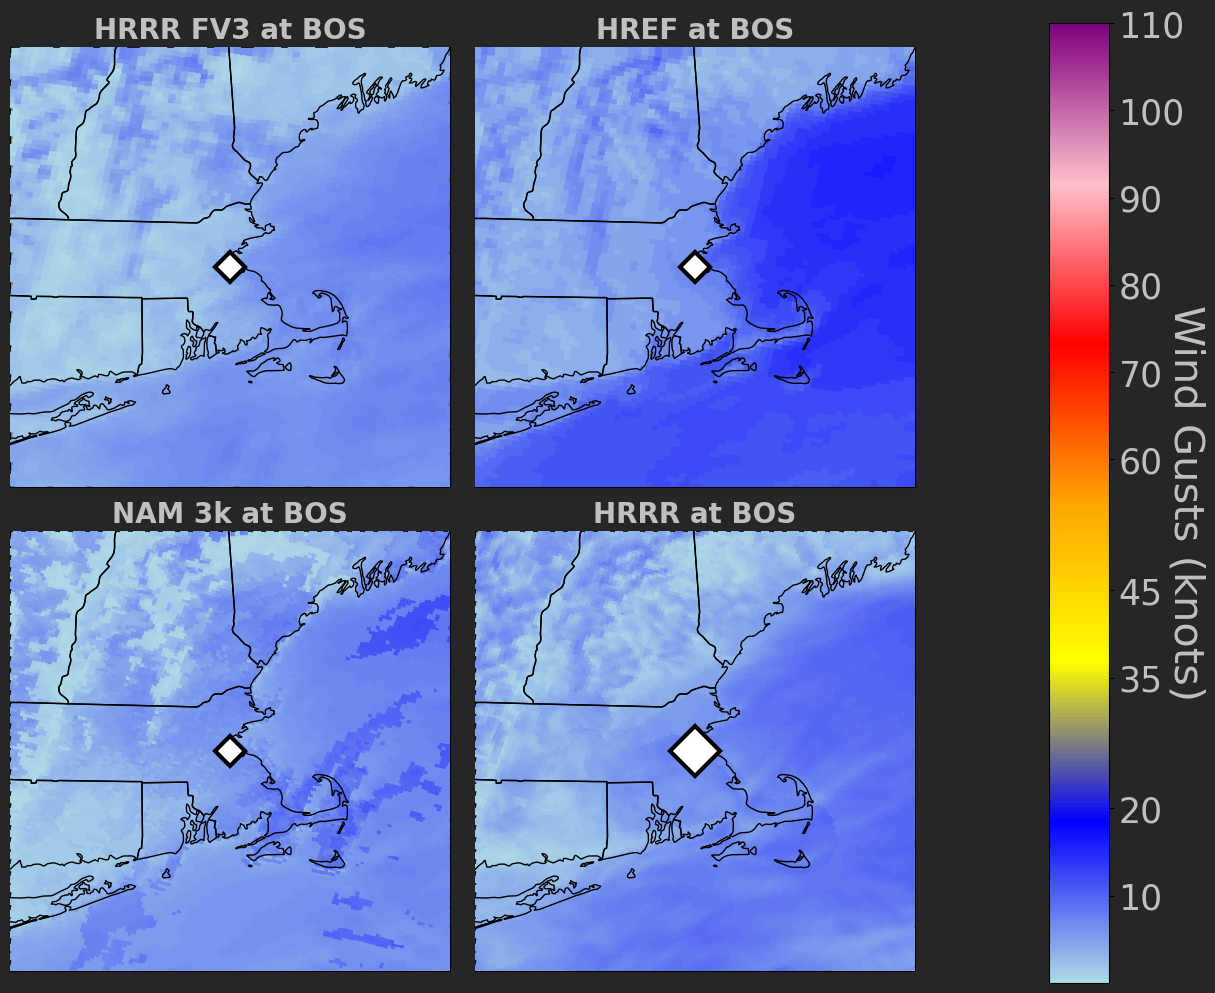 HRRR FV3 at BOS
HREF at BOS
NAM 3k at BOS
HRRR at BOS
110
100
90
80
70
60
45
35
20
10
Wind Gusts (knots)